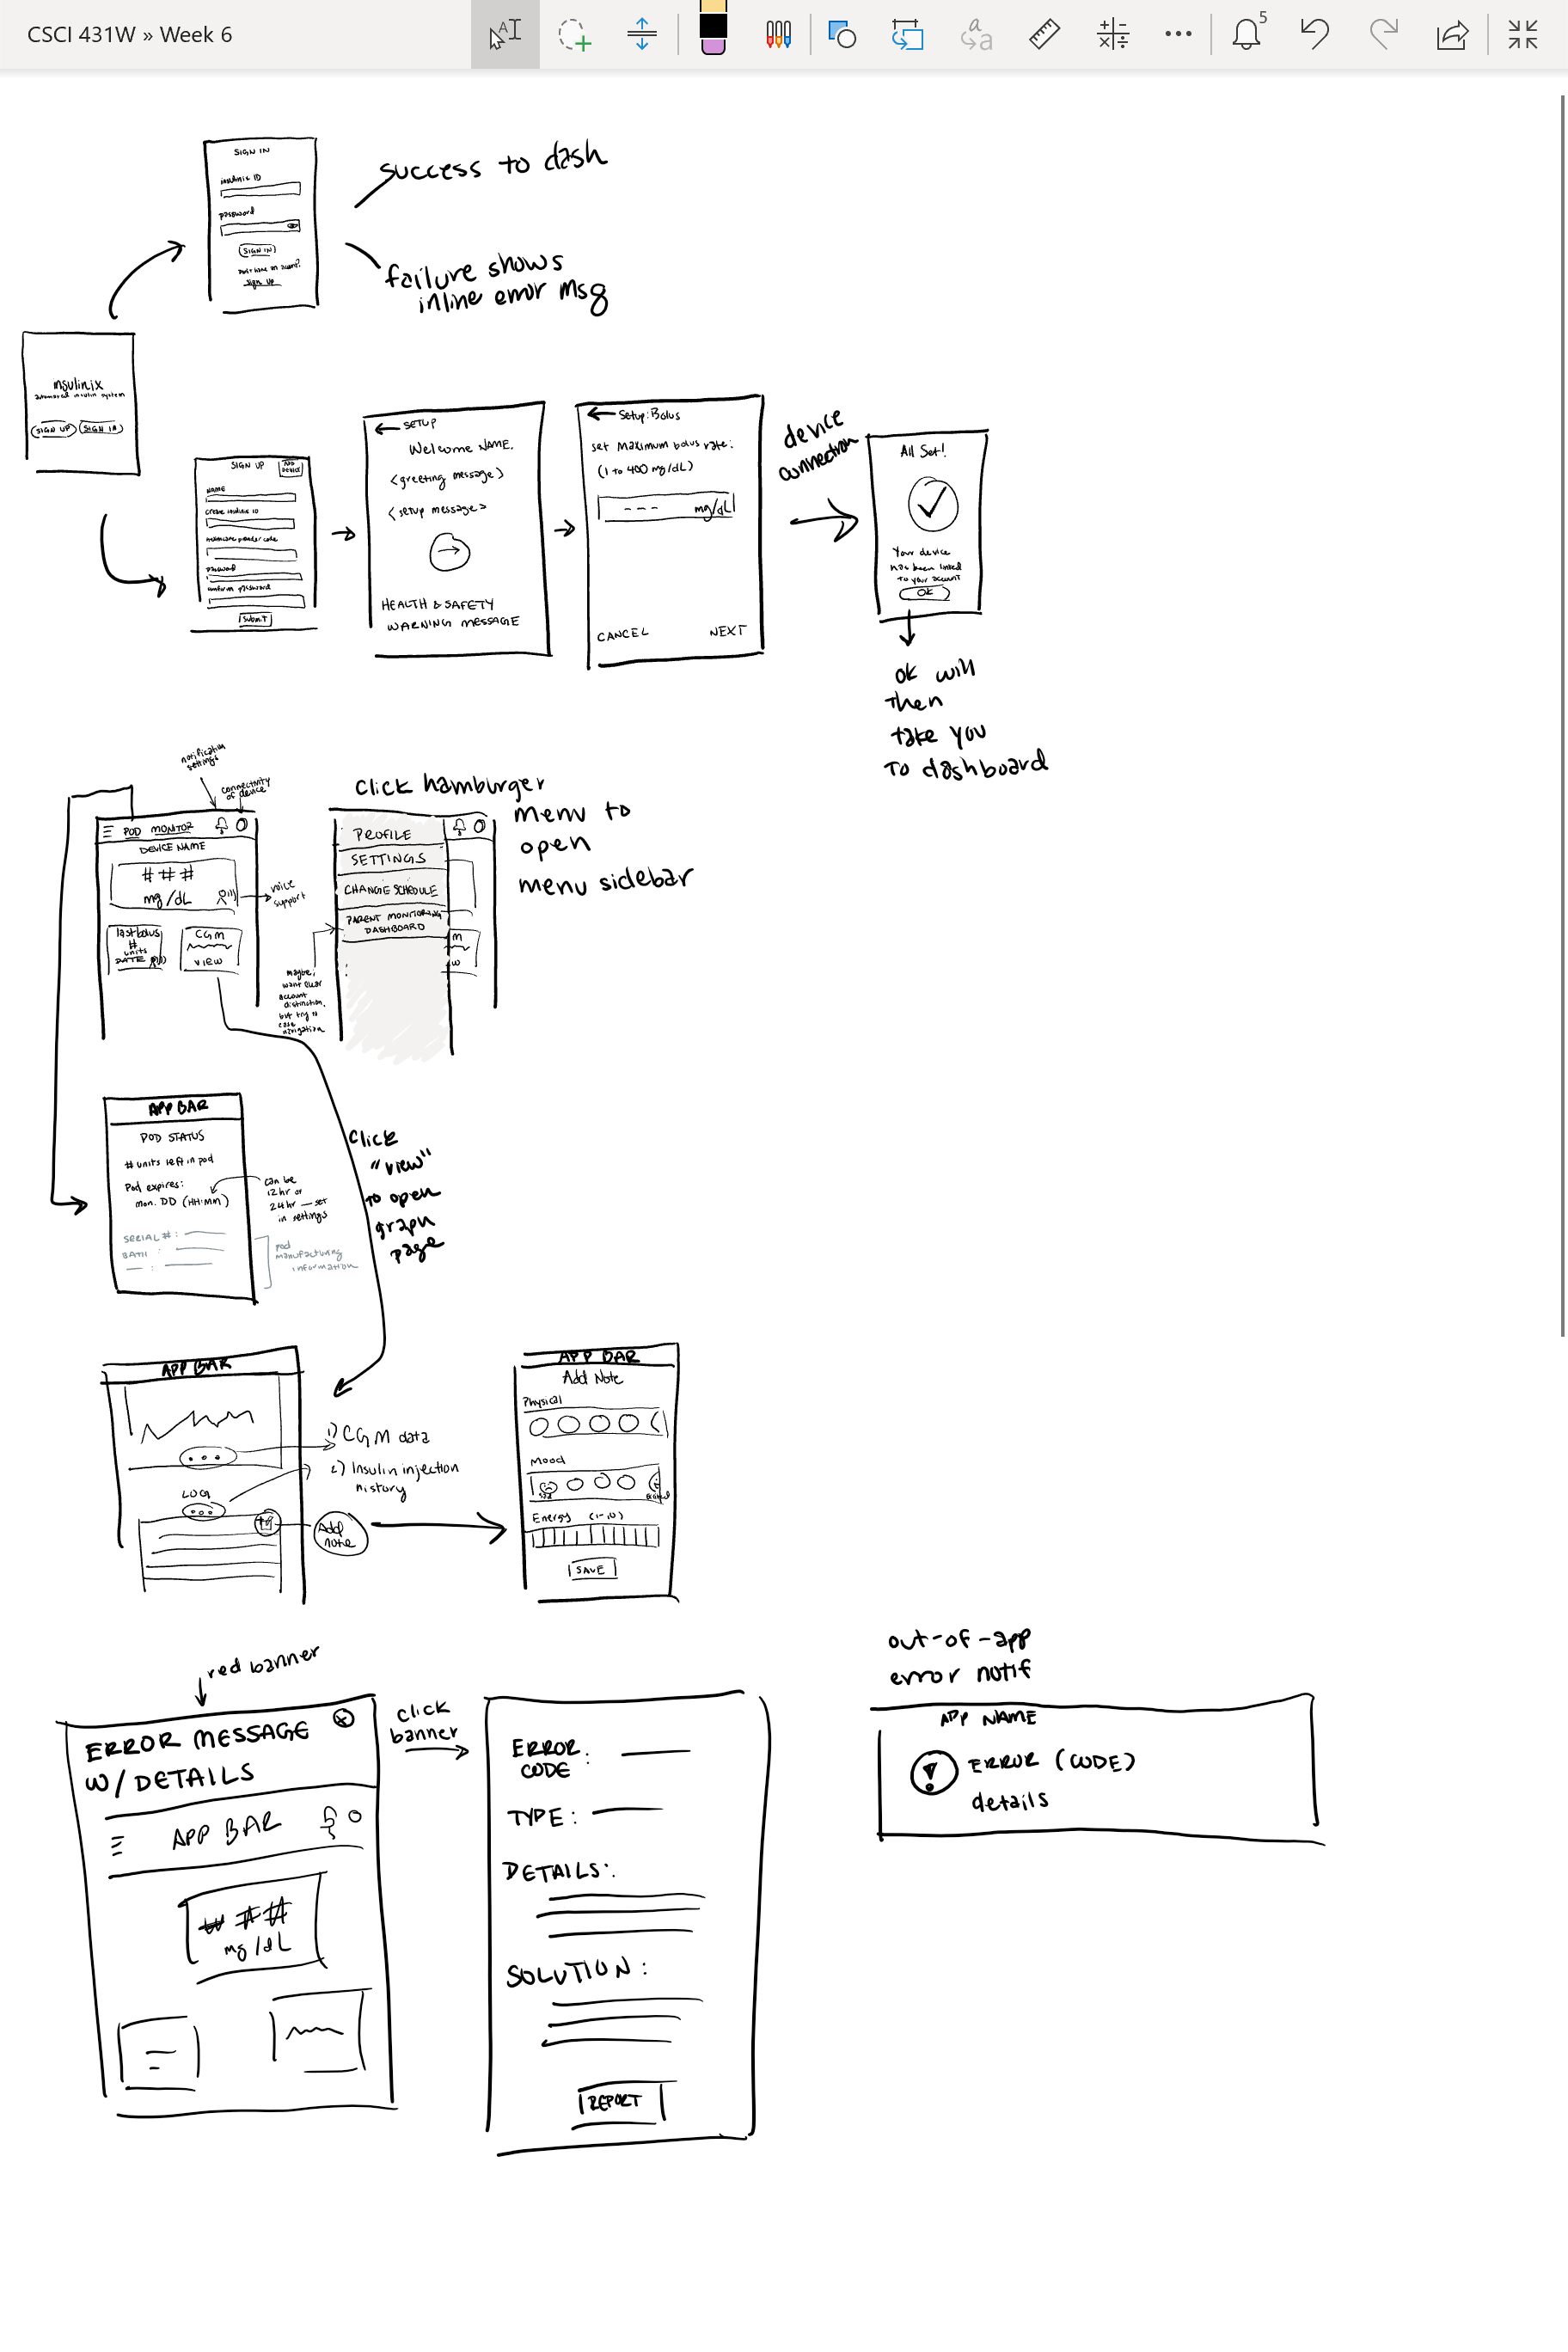 CSCI 431W » Week 6
5
SIGN IN
insulinix ID
password
SIGN IN
don't have an account?
sign up
success to dash
failure shows
inline error msg
insulinix
automated insulin system
SIGN UP
SIGN IN
SIGN UP
ADD
DEVICE
NAME
create insulinix ID
healthcare provider code
password
confirm password
SUBMIT
SETUP
Welcome NAME.
<greeting message>
<setup message>
HEALTH & SAFETY
WARNING MESSAGE
Setup: Bolus
set Maximum bolus rate:
(1 to 400 mg/dL)
--- mg/dL
CANCEL NEXT
device
connection
All Set!
Your device
has been linked
to your account
OK
ok will
then
take you
to dashboard
notification
settings
connectivity
of device
POD MONITOR
DEVICE NAME
###
mg/dL
voice
support
last bolus
#
units
DATE
CGM
VIEW
click hamburger
menu to
open
menu sidebar
PROFILE
SETTINGS
CHANGE SCHEDULE
PARENT MONITORING
DASHBOARD
M
W
maybe,
want clear
account
distinction,
but try to
ease
navigation
APP BAR
POD STATUS
# units left in pod
Pod expires:
mon. DD (HH:MM)
can be
12hr or
24hr — set
in settings
SERIAL #:
pod
manufacturing
information
click
"view"
to open
graph
page
APP BAR
LOG
1) CGM data
2) Insulin injection
history
Add
note
APP BAR
Add Note
Physical
Mood
Energy (1-10)
SAVE
red banner
ERROR MESSAGE
W/ DETAILS
APP BAR
##
mg/dL
click
banner
ERROR
CODE:
TYPE:
DETAILS:
SOLUTION:
REPORT
out-of-app
error notif
APP NAME
ERROR (CODE)
details